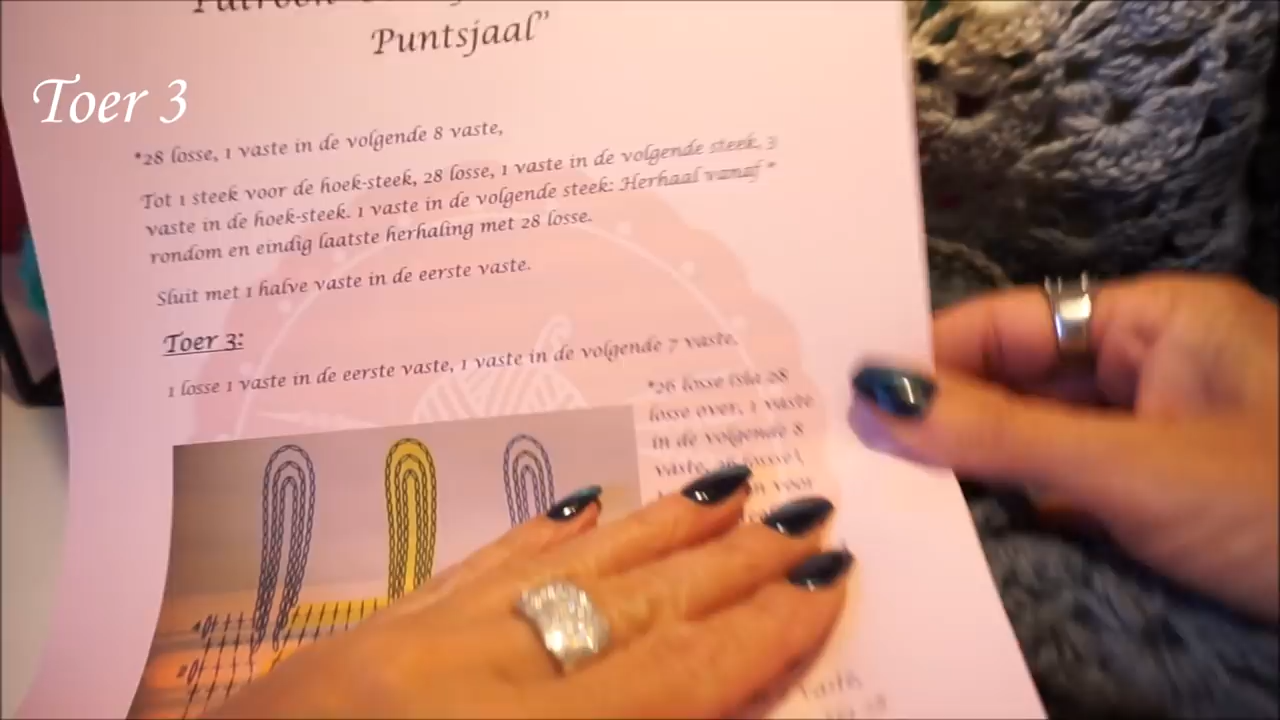 Puntsjaal”
Toer 3
*28 losse, 1 vaste in de volgende 8 vaste,
Tot 1 steek voor de hoek-steek, 28 losse, 1 vaste in de volgende steek, 3
vaste in de hoek-steek. 1 vaste in de volgende steek: Herhaal vanaf *
rondom en eindig laatste herhaling met 28 losse.
Sluit met 1 halve vaste in de eerste vaste.
Toer 3:
1 losse 1 vaste in de eerste vaste, 1 vaste in de volgende 7 vaste,
*26 losse (sla 28
losse over, 1 vaste
in de volgende 8
vaste,
voor